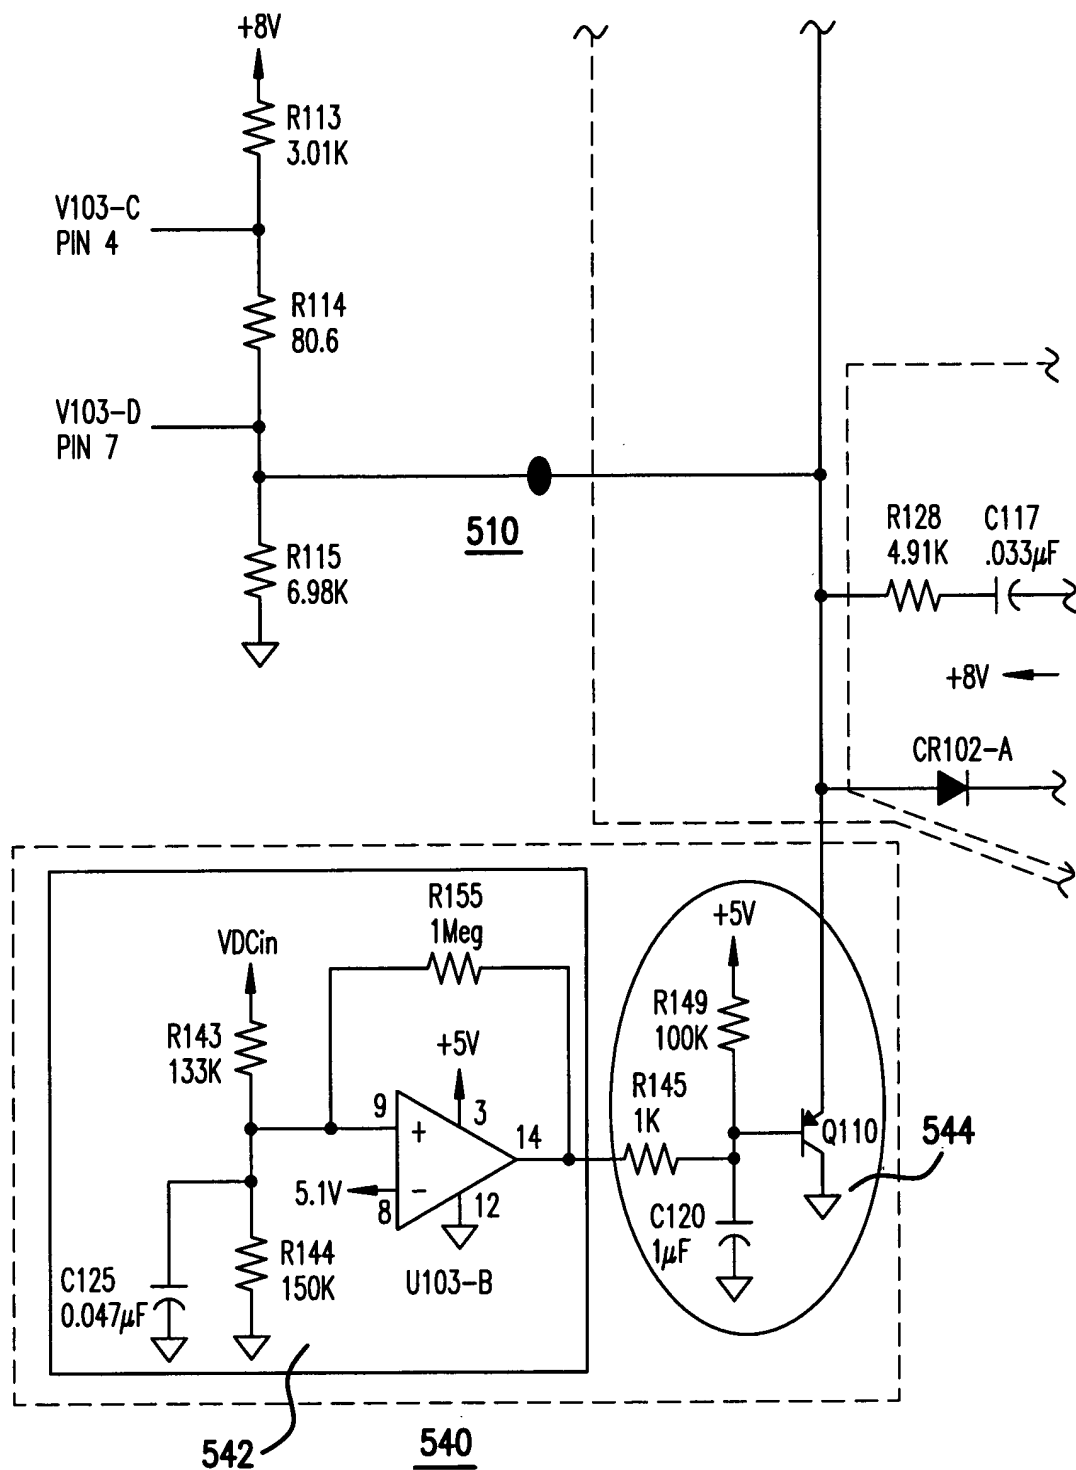 +8V
R113
3.01K
V103-C
PIN 4
R114
80.6
V103-D
PIN 7
510
R115
6.98K
R128
4.91K
C117
.033µF
+8V
CR102-A
R155
1Meg
VDCin
+5V
R143
133K
R149
100K
+5V
R145
1K
9
3
+
14
Q110
544
5.1V
-
8
12
C120
1µF
R144
150K
U103-B
C125
0.047µF
542
540